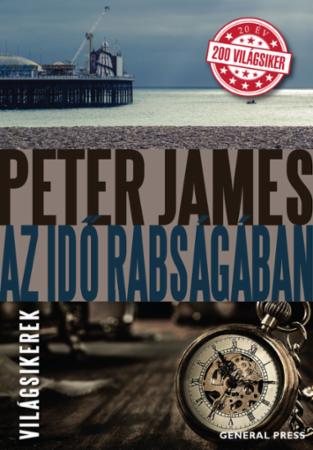 20 ÉV
200 VILÁGSIKER
PETER JAMES
AZ IDŐ RABSÁGÁBAN
VILÁGSIKEREK
GENERAL PRESS